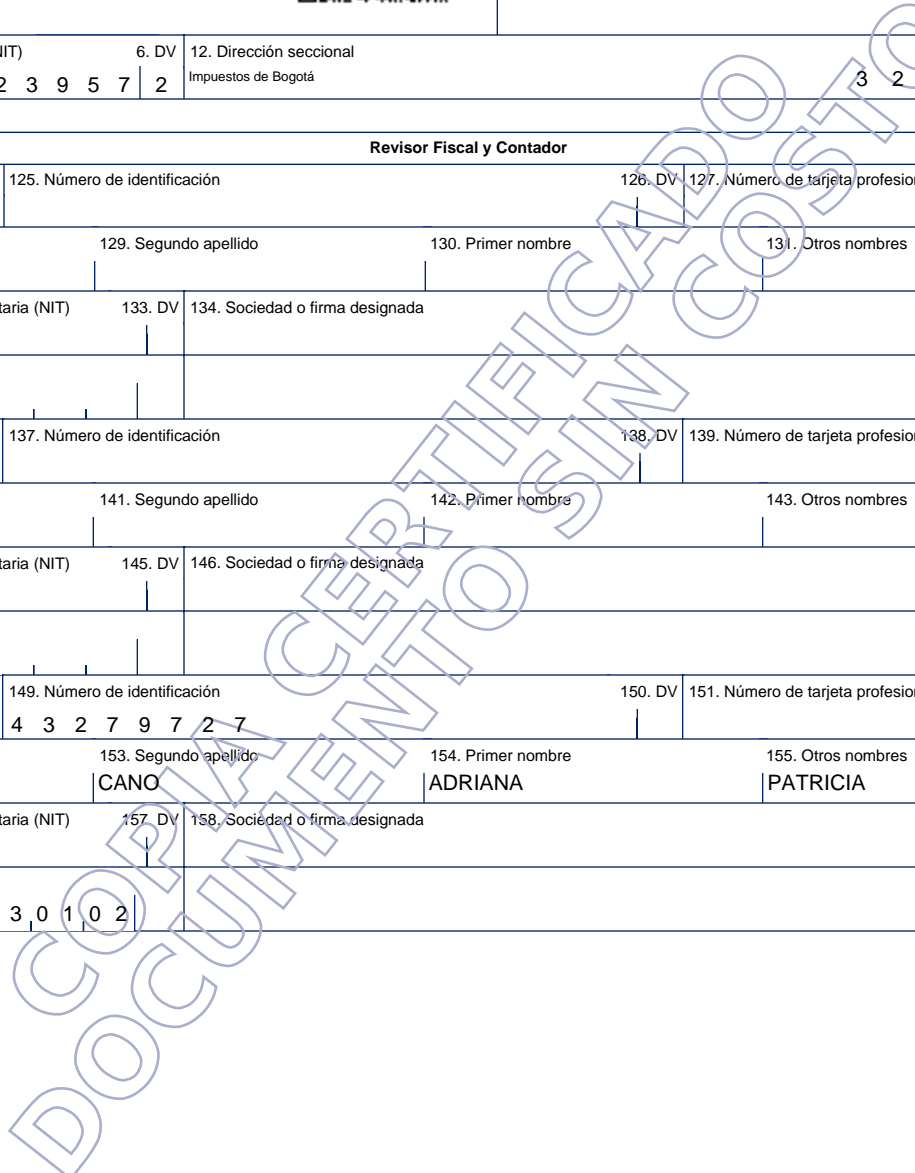 NIT) 6. DV 12. Dirección seccional
2 3 9 5 7 2 Impuestos de Bogotá 3 2
Revisor Fiscal y Contador
125. Número de identificación 126. DV 127. Número de tarjeta profesion
129. Segundo apellido 130. Primer nombre 131. Otros nombres
taria (NIT) 133. DV 134. Sociedad o firma designada
137. Número de identificación 138. DV 139. Número de tarjeta profesion
141. Segundo apellido 142. Primer nombre 143. Otros nombres
taria (NIT) 145. DV 146. Sociedad o firma designada
149. Número de identificación 150. DV 151. Número de tarjeta profesion
4 3 2 7 9 7 2 7
153. Segundo apellido 154. Primer nombre 155. Otros nombres
CANO ADRIANA PATRICIA
taria (NIT) 157. DV 158. Sociedad o firma designada
3 0 1 0 2
COPIA CERTIFICADO
DOCUMENTO SIN COSTO